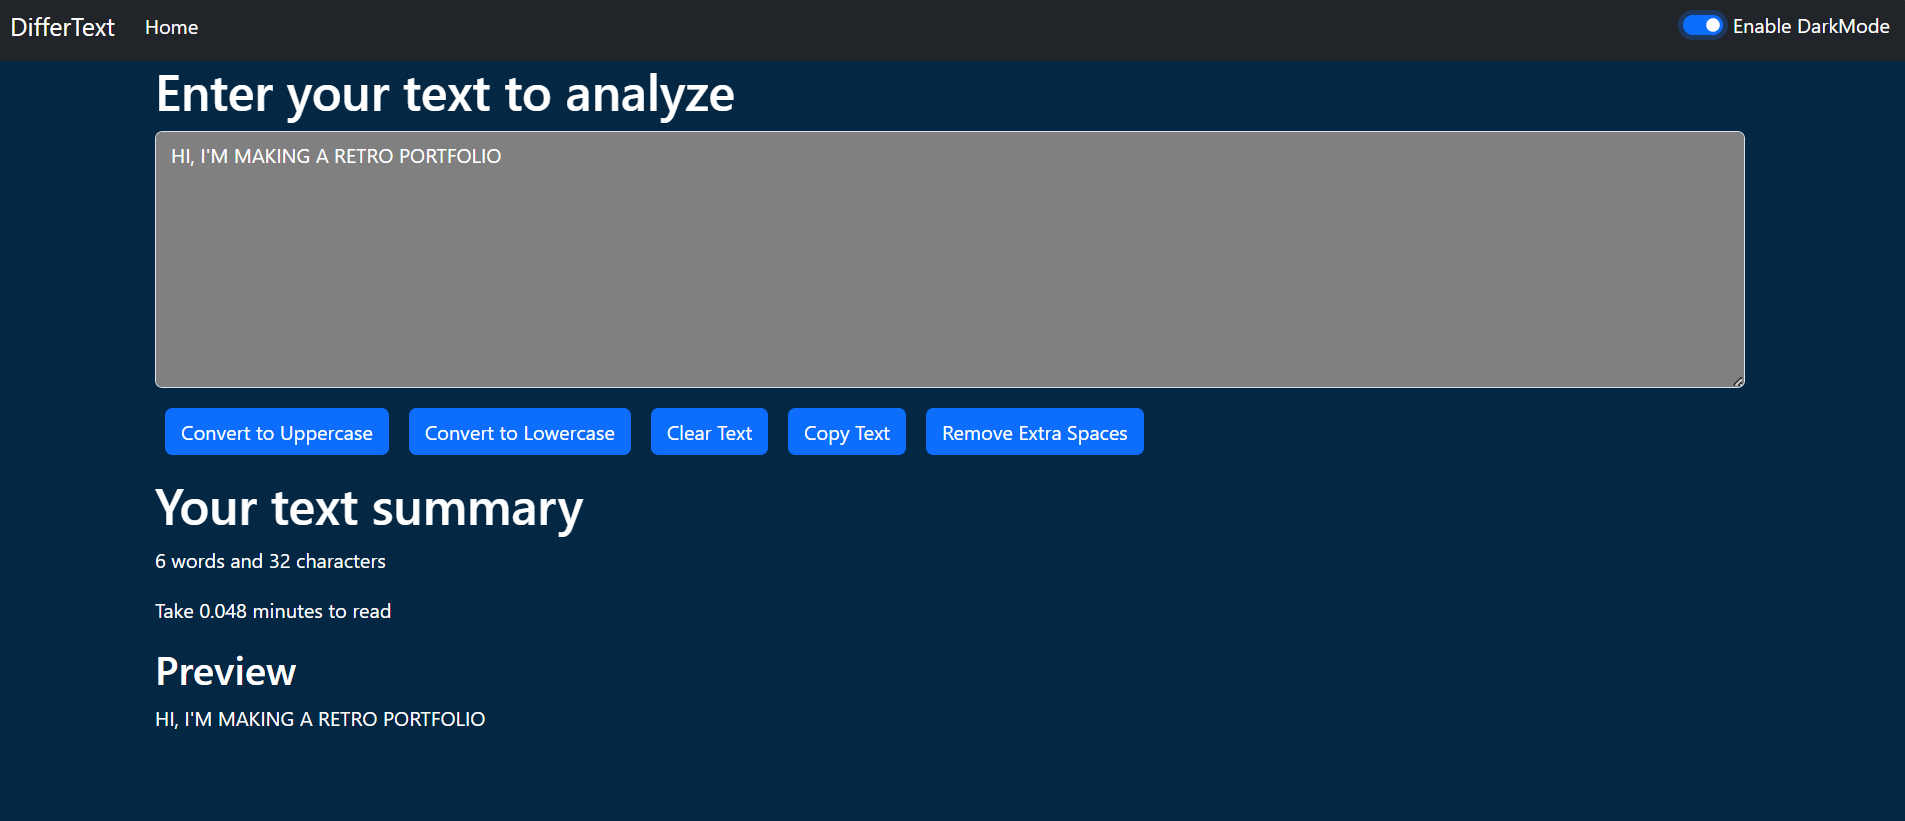 DifferText Home Enable DarkMode
Enter your text to analyze
HI, I'M MAKING A RETRO PORTFOLIO
Convert to Uppercase Convert to Lowercase Clear Text Copy Text Remove Extra Spaces
Your text summary
6 words and 32 characters
Take 0.048 minutes to read
Preview
HI, I'M MAKING A RETRO PORTFOLIO